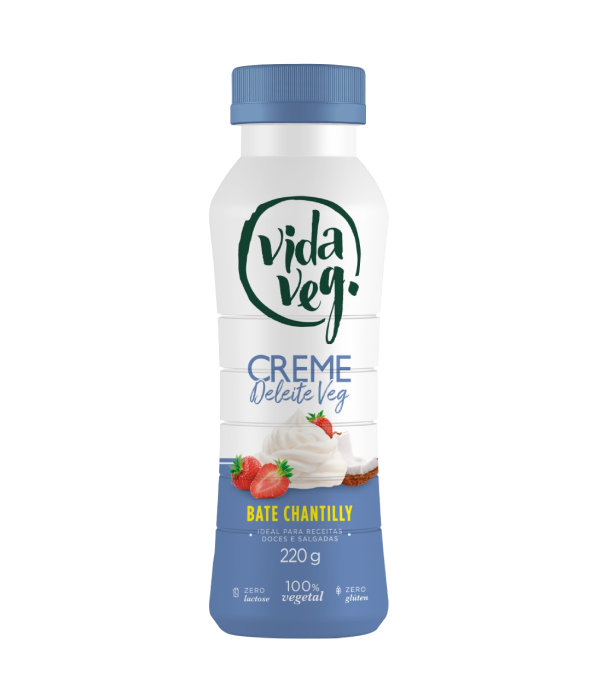 vida
veg.
CREME
Deleite Veg
BATE CHANTILLY
IDEAL PARA RECEITAS
DOCES E SALGADAS
220 g
ZERO
lactose
100%
vegetal
ZERO
glúten